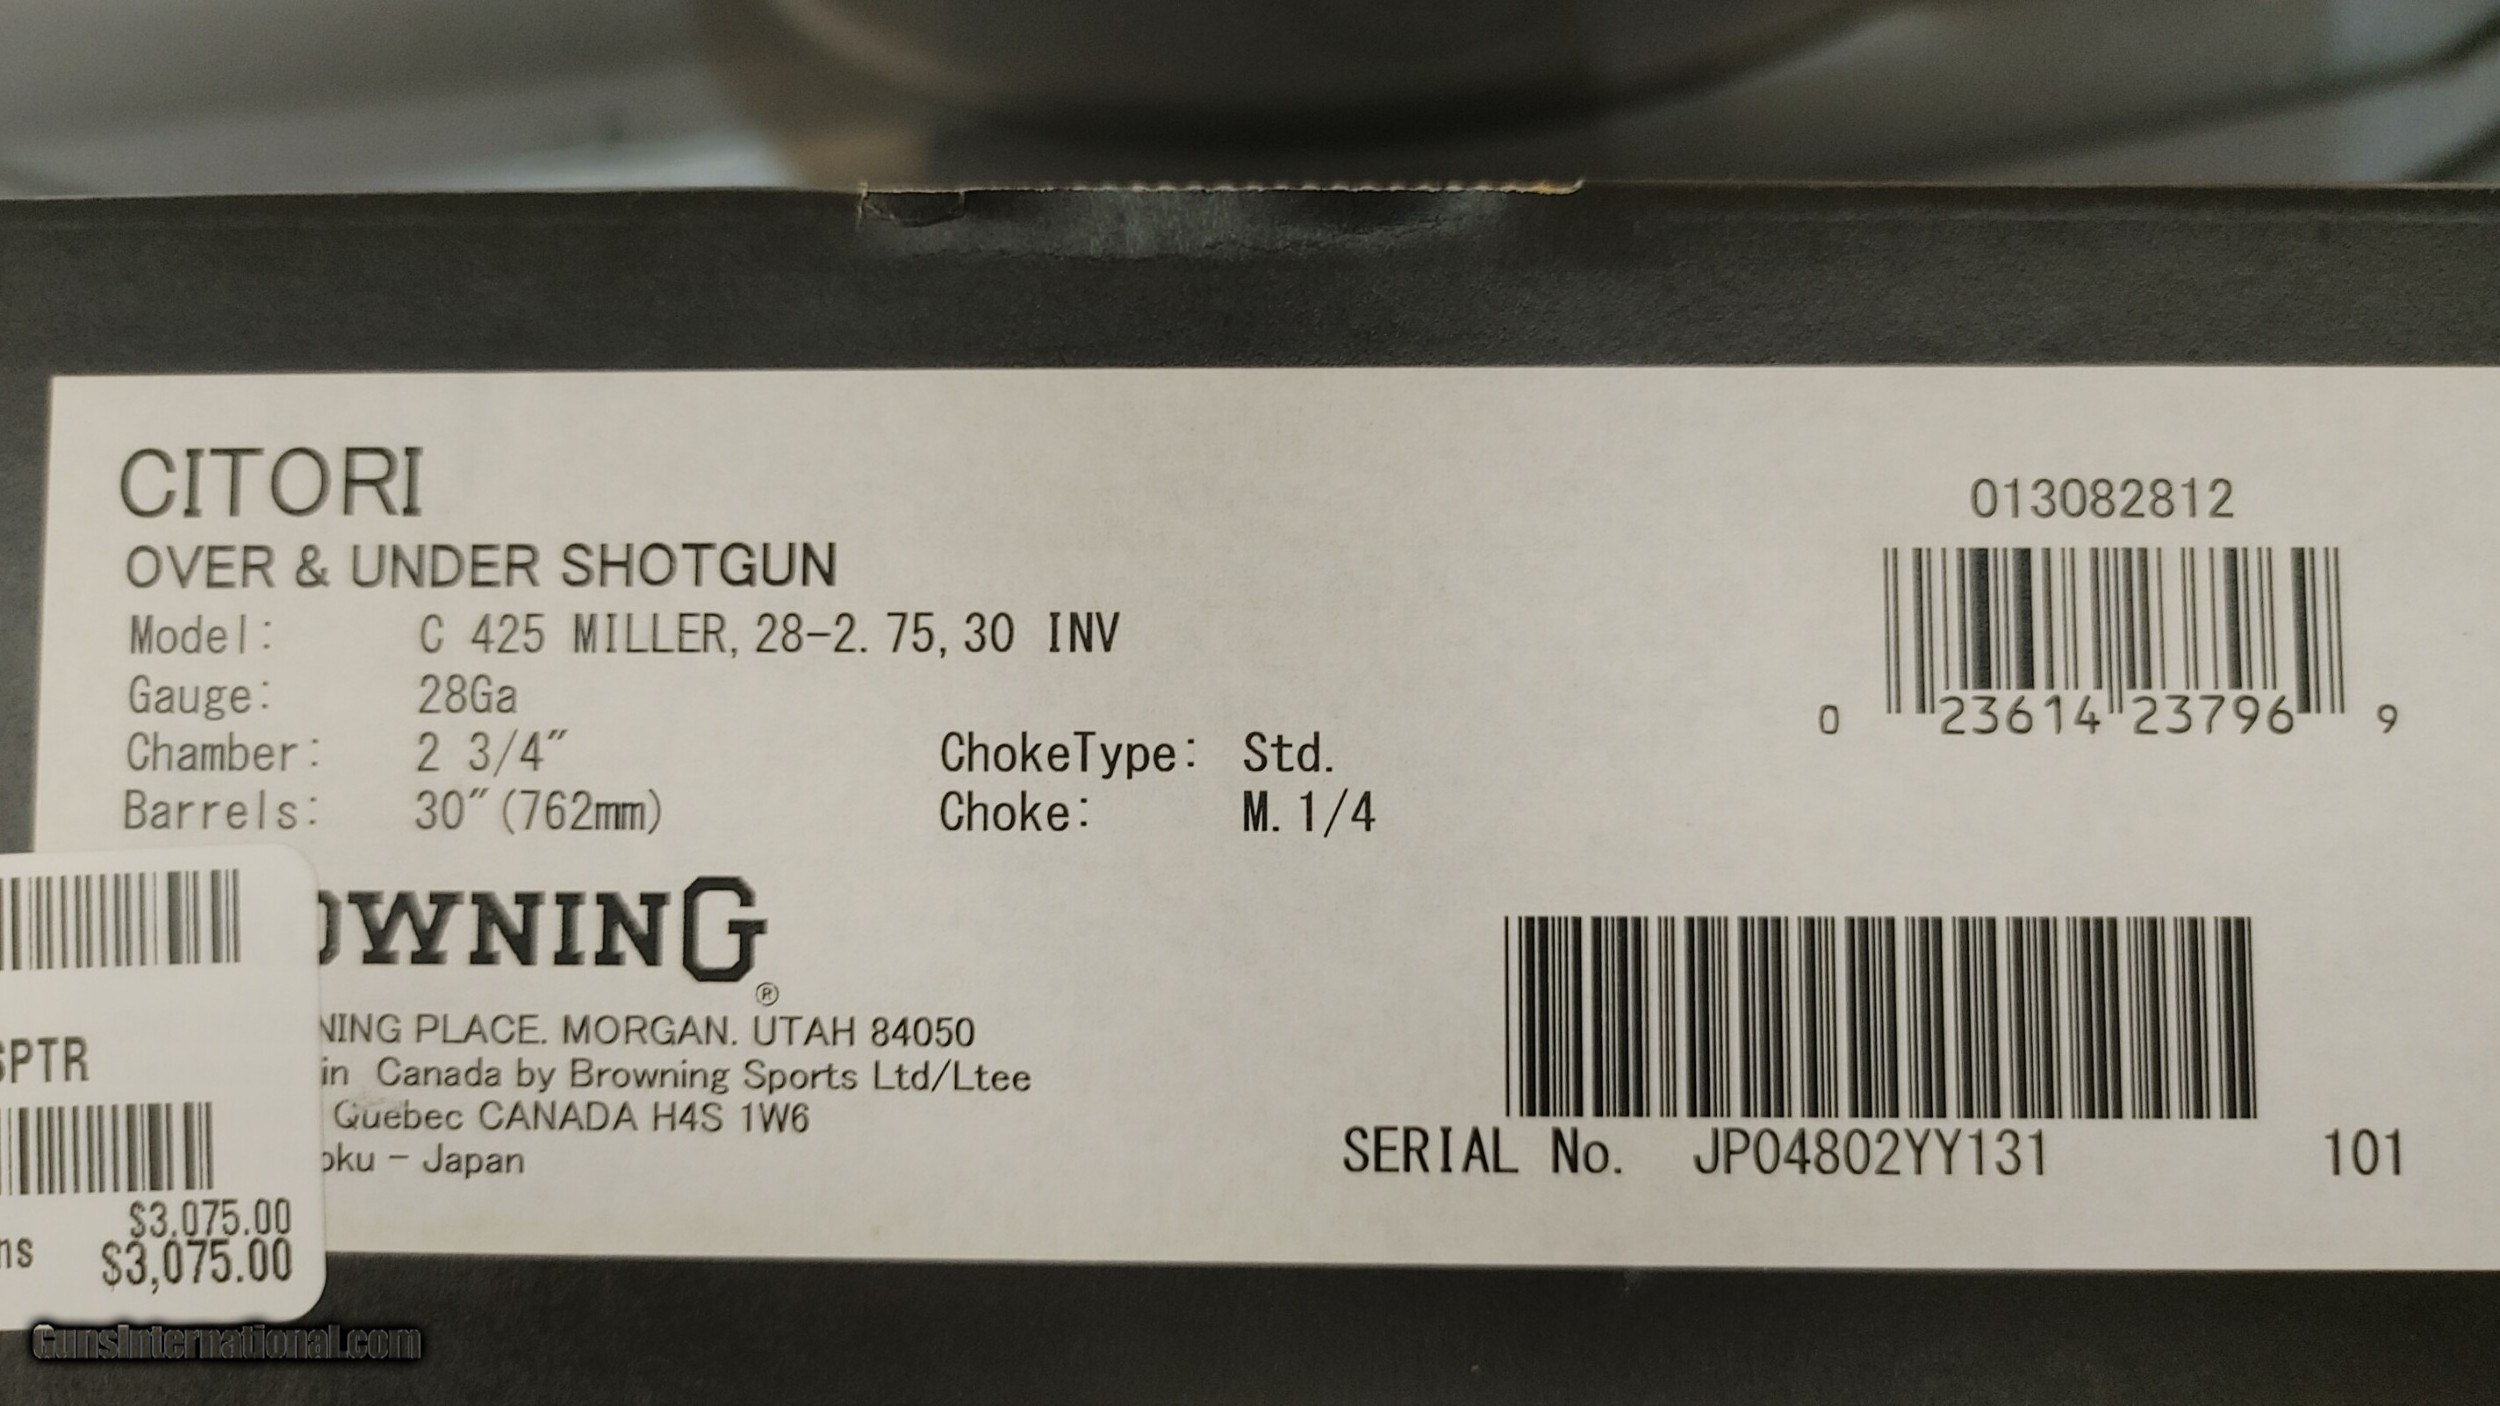 CITORI
OVER & UNDER SHOTGUN
Model: C 425 MILLER, 28-2.75, 30 INV
Gauge: 28Ga
Chamber: 2 3/4"
Barrels: 30"(762mm)
ChokeType: Std.
Choke: M.1/4
013082812
0 23614 23796 9
OWNING®
NING PLACE. MORGAN. UTAH 84050
in Canada by Browning Sports Ltd/Ltee
Quebec CANADA H4S 1W6
oku - Japan
SERIAL No. JP04802YY131 101
SPTR
$3.075.00
ns $3,075.00
GunsInternational.com